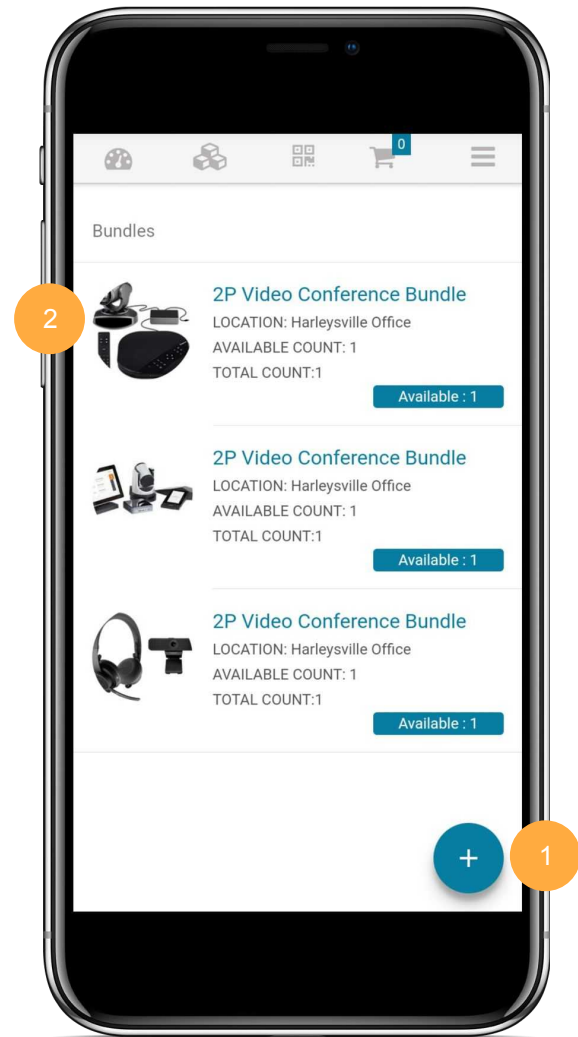 0
Bundles
2
2P Video Conference Bundle
LOCATION: Harleysville Office
AVAILABLE COUNT: 1
TOTAL COUNT:1
Available : 1
2P Video Conference Bundle
LOCATION: Harleysville Office
AVAILABLE COUNT: 1
TOTAL COUNT:1
Available : 1
2P Video Conference Bundle
LOCATION: Harleysville Office
AVAILABLE COUNT: 1
TOTAL COUNT:1
Available : 1
+
1